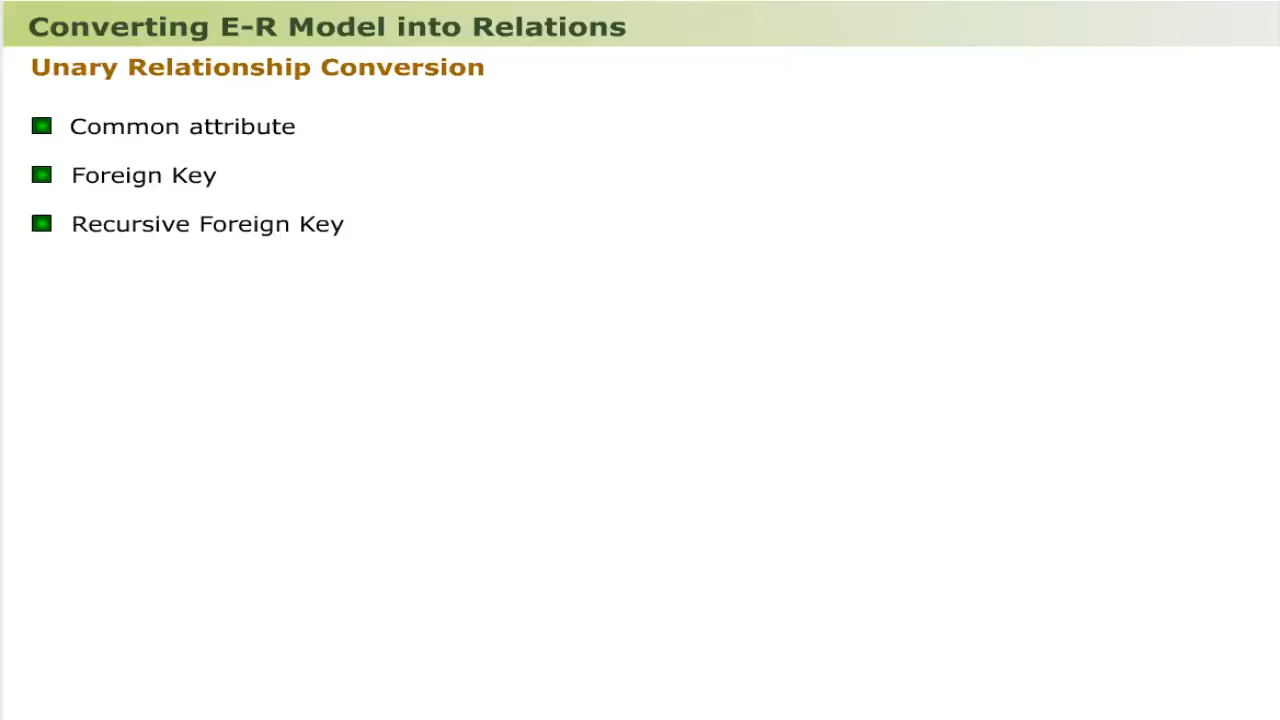 Converting E-R Model into Relations
Unary Relationship Conversion
Common attribute
Foreign Key
Recursive Foreign Key